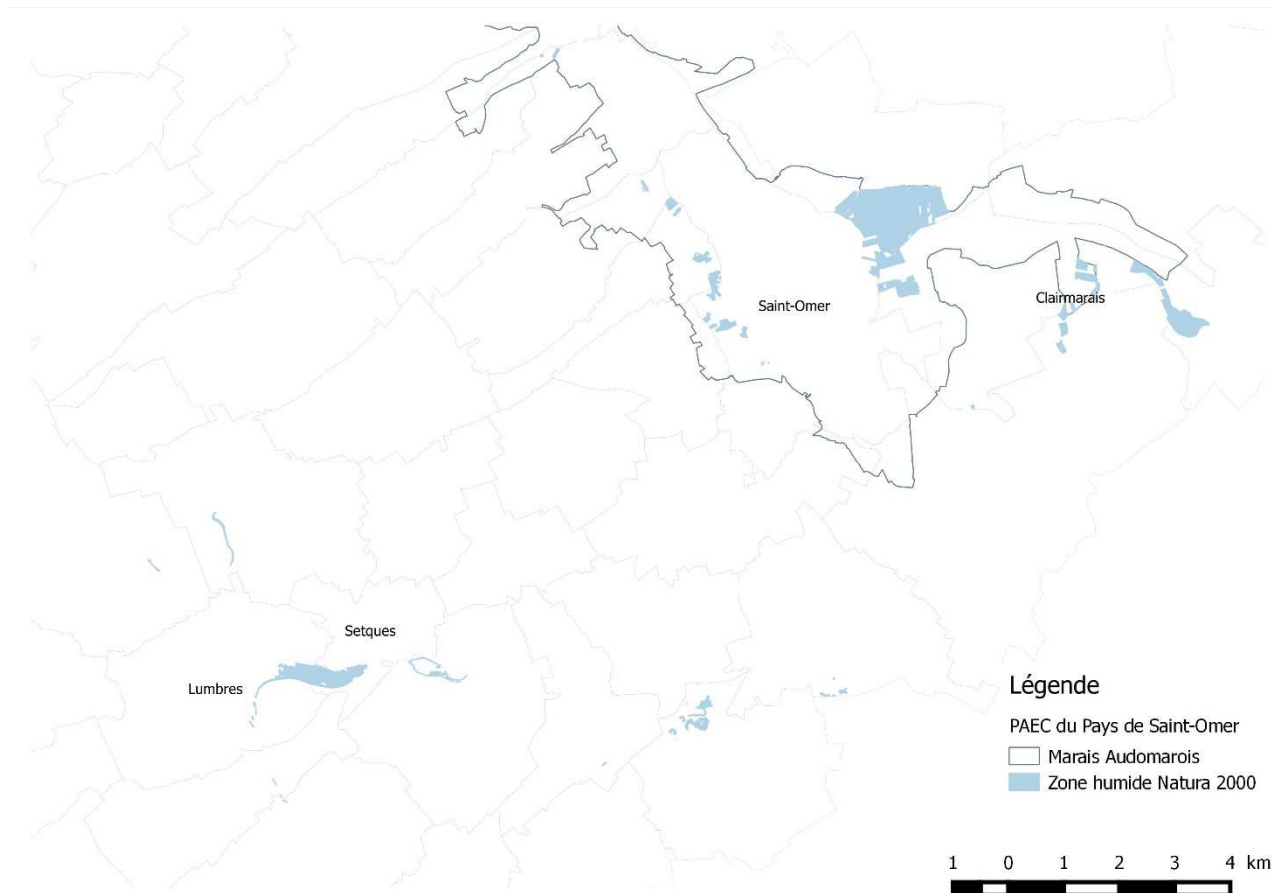 Saint-Omer
Clairmarais
Setques
Lumbres
Légende
PAEC du Pays de Saint-Omer
Marais Audomarois
Zone humide Natura 2000
1 0 1 2 3 4 km